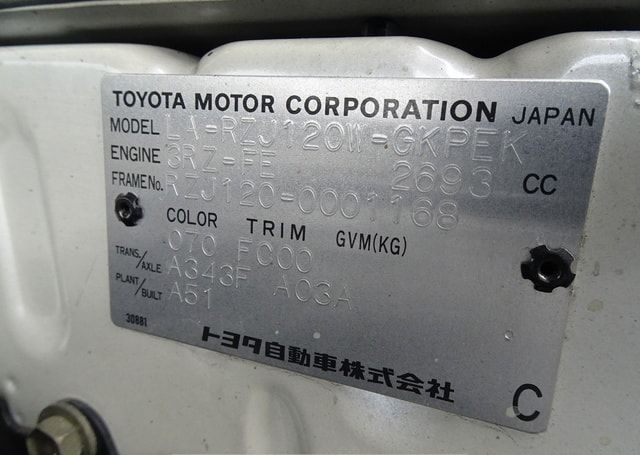 TOYOTA MOTOR CORPORATION JAPAN
MODEL LA-RZJ120W-GKPEK
ENGINE 3RZ-FE 2693 CC
FRAME No. RZJ120-0001168
COLOR TRIM GVM(KG)
070 FC00
TRANS./AXLE A343F A03A
PLANT/BUILT A51
30881
トヨタ自動車株式会社
C